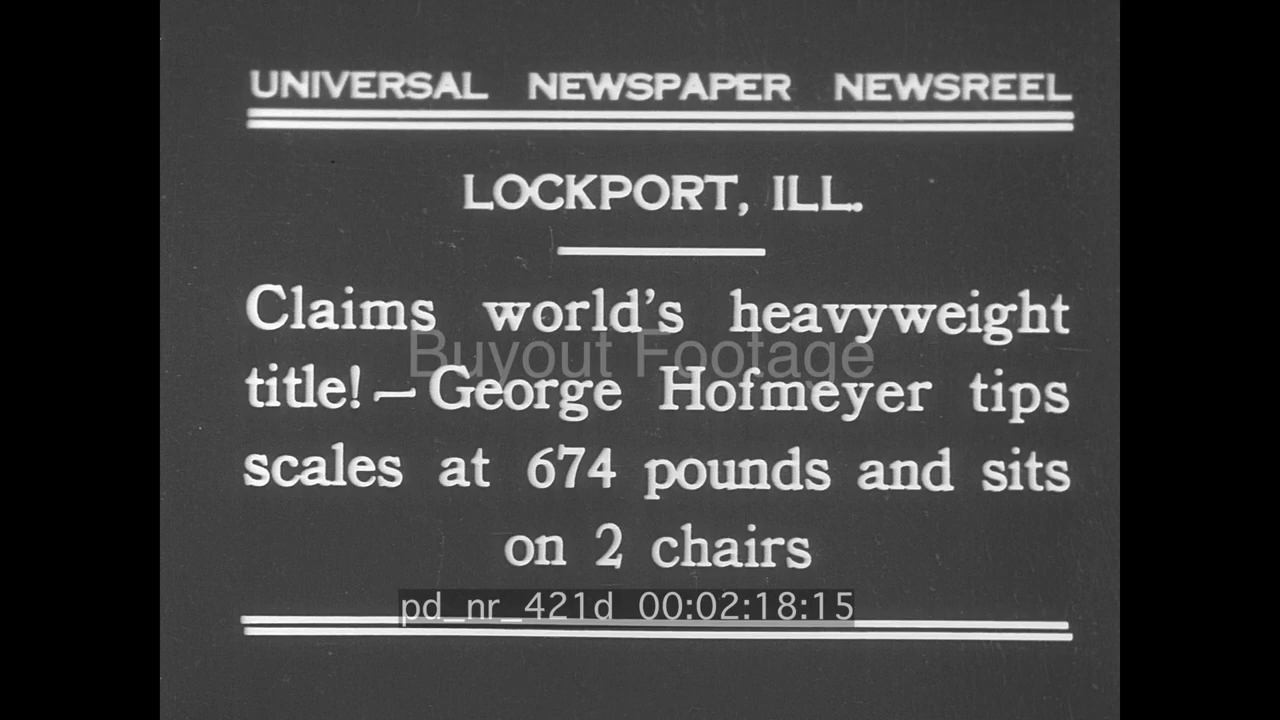 UNIVERSAL NEWSPAPER NEWSREEL
LOCKPORT, ILL.
Claims world's heavyweight
Buyout Footage
title! — George Hofmeyer tips
scales at 674 pounds and sits
on 2 chairs
pd_nr_421d 00:02:18:15